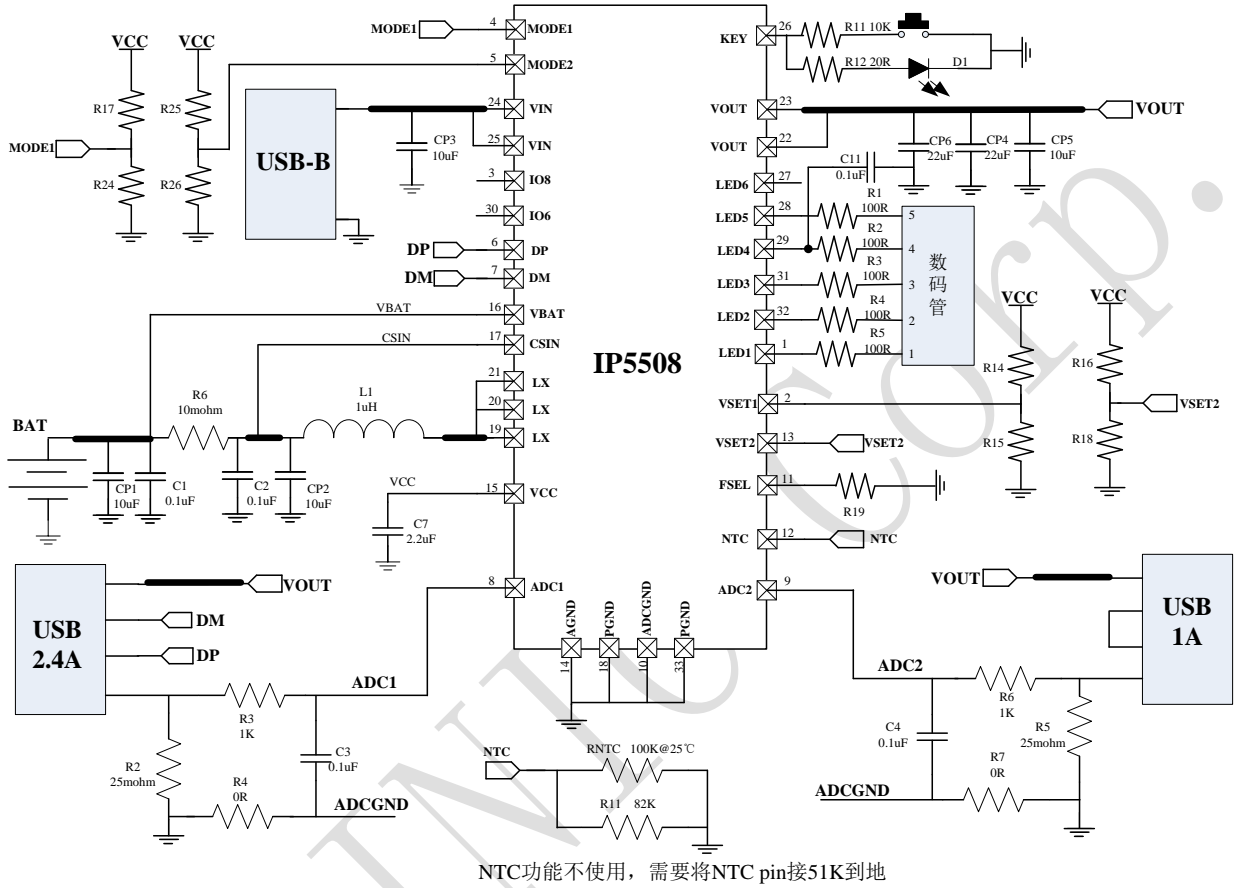 MODE1
4
MODE1
26
KEY
R11 10K
R12 20R
D1
VCC
VCC
5
MODE2
R17
R25
MODE1
R24
R26
USB-B
24
VIN
25
VIN
CP3
10uF
3
IO8
30
IO6
DP
6
DP
DM
7
DM
VOUT
23
VOUT
VOUT
22
CP6
22uF
CP4
22uF
CP5
10uF
C11
0.1uF
LED6
27
LED5
28
R1
100R
5
LED4
29
R2
100R
4
LED3
31
R3
100R
3
LED2
32
R4
100R
2
LED1
1
R5
100R
1
数码管
VBAT
16
VBAT
CSIN
17
CSIN
21
LX
20
LX
19
LX
IP5508
BAT
R6
10mohm
L1
1uH
CP1
10uF
C1
0.1uF
C2
0.1uF
CP2
10uF
VCC
15
VCC
C7
2.2uF
VCC
VCC
R14
R16
VSET1
2
R15
VSET2
R18
VSET2
13
VSET2
FSEL
11
R19
NTC
12
NTC
USB
2.4A
VOUT
DM
DP
8
ADC1
ADC1
R3
1K
R2
25mohm
C3
0.1uF
R4
0R
ADCGND
AGND
PGND
ADCGND
PGND
14
18
10
33
ADC2
9
VOUT
USB
1A
ADC2
R6
1K
C4
0.1uF
R5
25mohm
R7
0R
ADCGND
NTC
RNTC 100K@25℃
R11 82K
NTC功能不使用，需要将NTC pin接51K到地
INIC Corp.